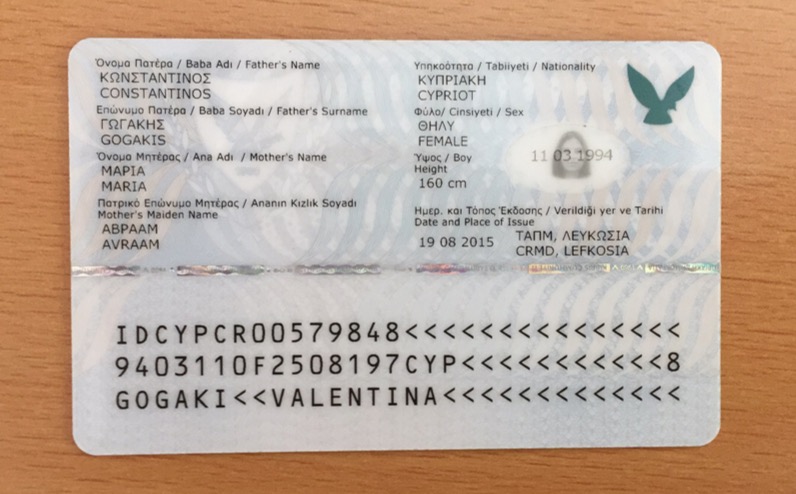 Όνομα Πατέρα / Baba Adı / Father's Name
ΚΩΝΣΤΑΝΤΙΝΟΣ
CONSTANTINOS
Επώνυμο Πατέρα / Baba Soyadı / Father's Surname
ΓΩΓΑΚΗΣ
GOGAKIS
Όνομα Μητέρας / Ana Adı / Mother's Name
ΜΑΡΙΑ
MARIA
Πατρικό Επώνυμο Μητέρας / Ananın Kızlık Soyadi
Mother's Maiden Name
ΑΒΡΑΑΜ
AVRAAM
Υπηκοότητα / Tabiiyeti / Nationality
ΚΥΠΡΙΑΚΗ
CYPRIOT
Φύλο/ Cinsiyeti / Sex
ΘΗΛΥ
FEMALE
Ύψος / Boy
Height
160 cm
11 03 1994
Ημερ. και Τόπος Έκδοσης / Verildiği yer ve Tarihi
Date and Place of Issue
19 08 2015
ΤΑΠΜ, ΛΕΥΚΩΣΙΑ
CRMD, LEFKOSIA
IDCYPCR00579848<<<<<<<<<<<<<<<
9403110F2508197CYP<<<<<<<<<<<8
GOGAKI<<VALENTINA<<<<<<<<<<<<<